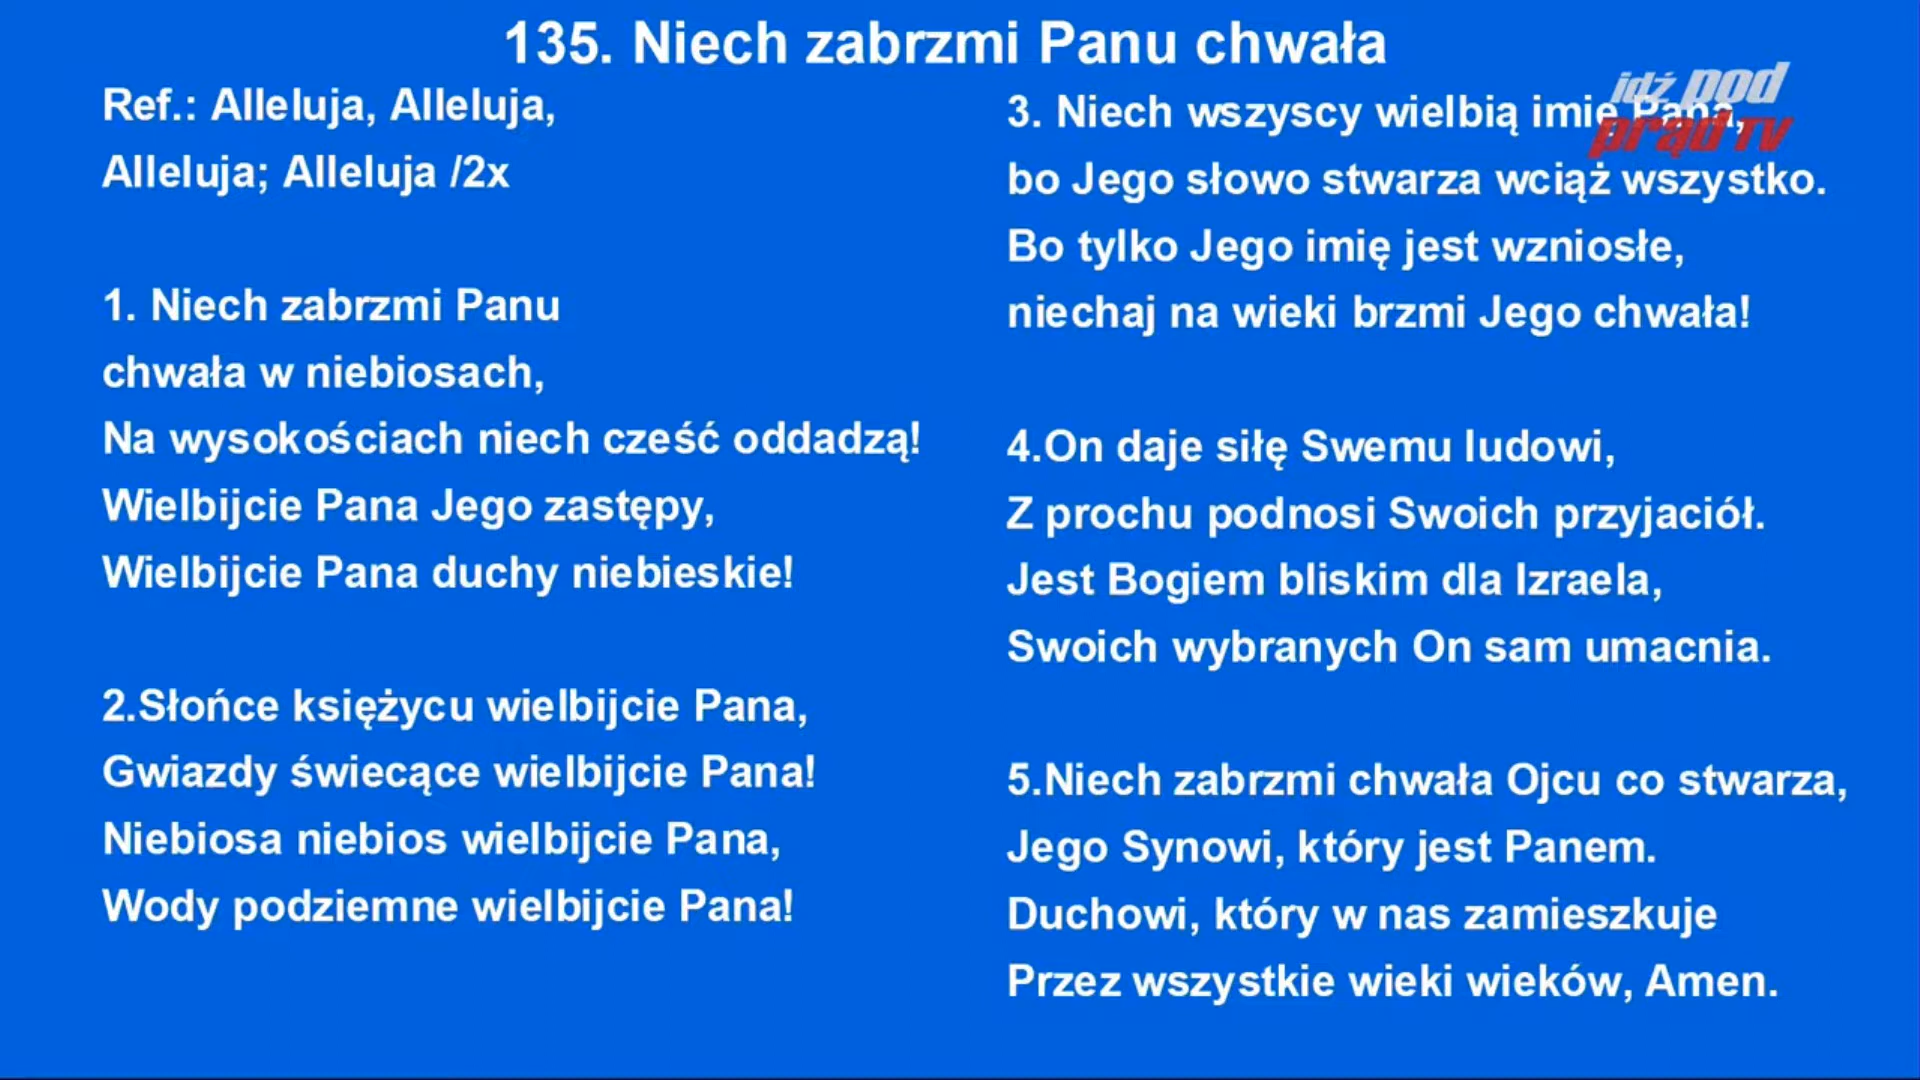 135. Niech zabrzmi Panu chwała
Ref.: Alleluja, Alleluja,
Alleluja; Alleluja /2x
1. Niech zabrzmi Panu
chwała w niebiosach,
Na wysokościach niech cześć oddadzą!
Wielbijcie Pana Jego zastępy,
Wielbijcie Pana duchy niebieskie!
2.Słońce księżycu wielbijcie Pana,
Gwiazdy świecące wielbijcie Pana!
Niebiosa niebios wielbijcie Pana,
Wody podziemne wielbijcie Pana!
3. Niech wszyscy wielbią imię Pana,
bo Jego słowo stwarza wciąż wszystko.
Bo tylko Jego imię jest wzniosłe,
niechaj na wieki brzmi Jego chwała!
4.On daje siłę Swemu ludowi,
Z prochu podnosi Swoich przyjaciół.
Jest Bogiem bliskim dla Izraela,
Swoich wybranych On sam umacnia.
5.Niech zabrzmi chwała Ojcu co stwarza,
Jego Synowi, który jest Panem.
Duchowi, który w nas zamieszkuje
Przez wszystkie wieki wieków, Amen.
idź pod
prąd TV